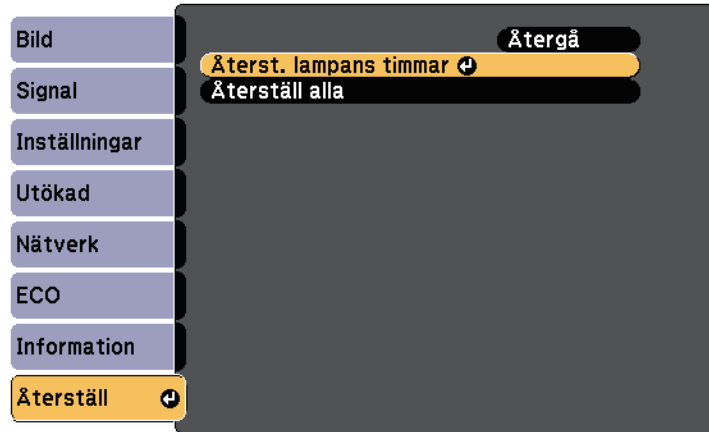 Bild
Signal
Inställningar
Utökad
Nätverk
ECO
Information
Återställ
Återgå
Återst. lampans timmar
Återställ alla